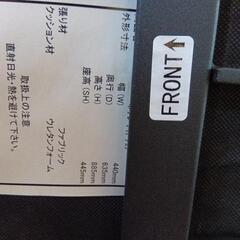 FRONT↑
外形寸法
幅(W) 440mm
奥行(D) 635mm
高さ(H) 885mm
座高(SH) 445mm
張り材 ファブリック
クッション材 ウレタンフォーム
取扱上の注意
直射日光・熱を避けて下さい。